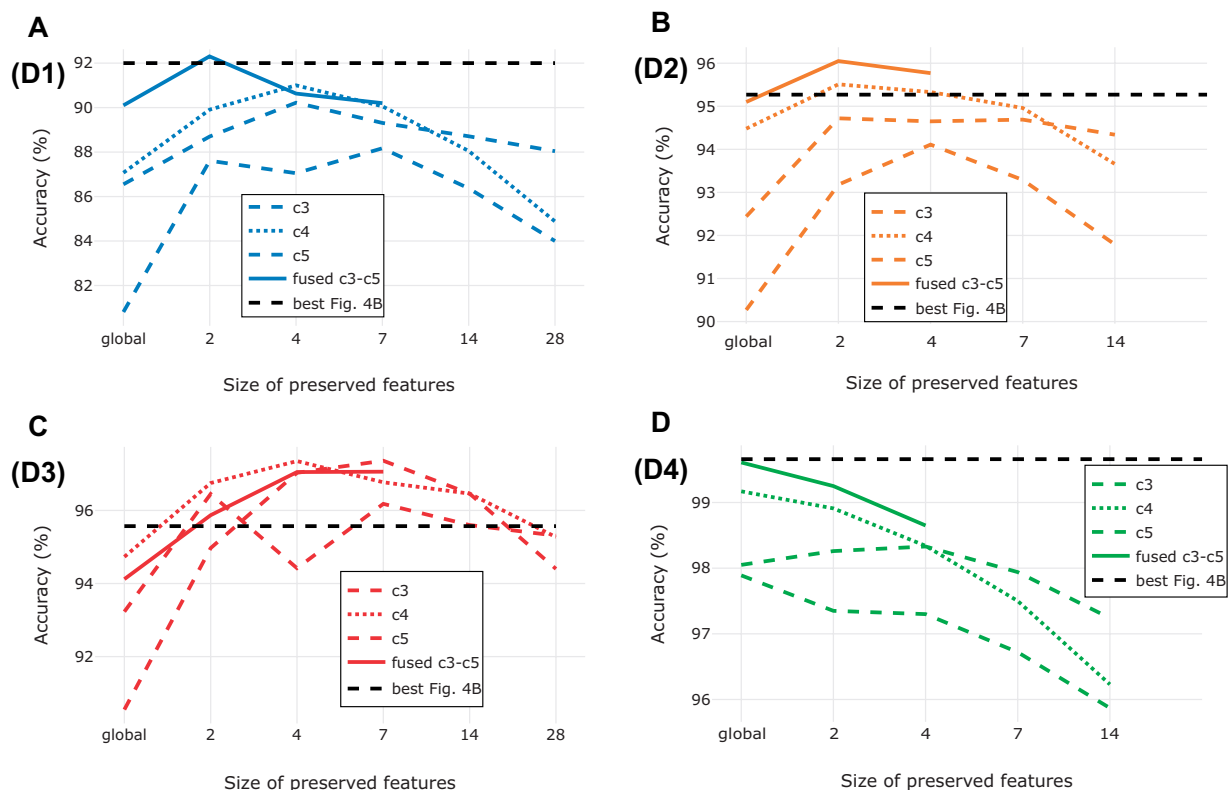 A
(D1)
92
90
88
86
84
82
Accuracy (%)
c3
c4
c5
fused c3-c5
best Fig. 4B
global
2
4
7
14
28
Size of preserved features
B
(D2)
96
95
94
93
92
91
90
Accuracy (%)
c3
c4
c5
fused c3-c5
best Fig. 4B
global
2
4
7
14
Size of preserved features
C
(D3)
96
94
92
Accuracy (%)
c3
c4
c5
fused c3-c5
best Fig. 4B
global
2
4
7
14
28
Size of preserved features
D
(D4)
99
98
97
96
Accuracy (%)
c3
c4
c5
fused c3-c5
best Fig. 4B
global
2
4
7
14
Size of preserved features